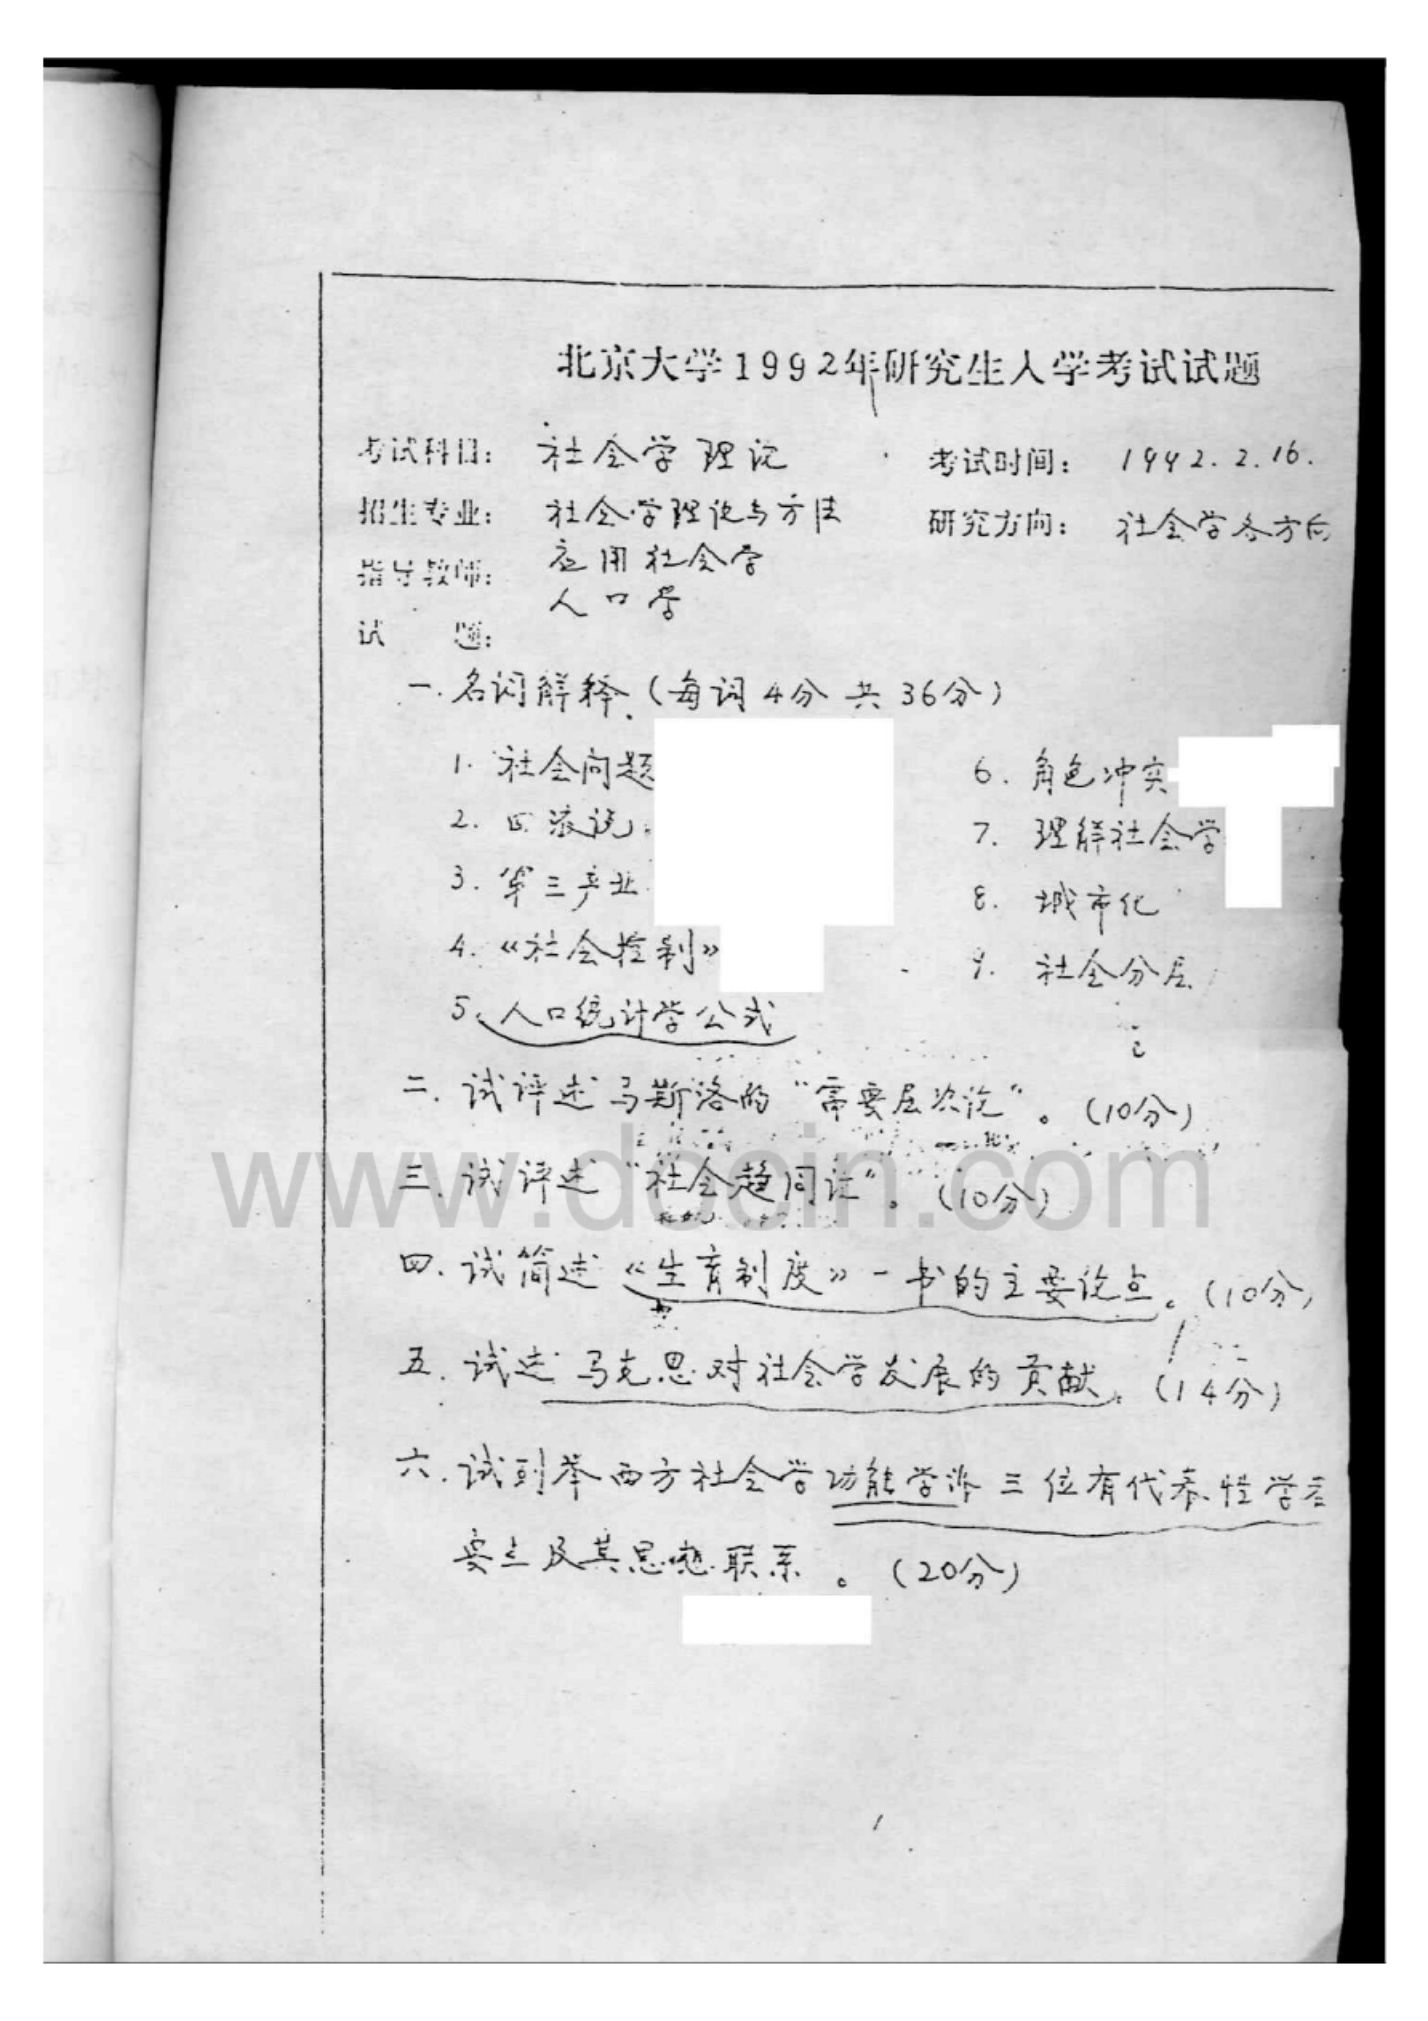 北京大学1992年研究生入学考试试题
考试科目: 社会学理论 考试时间: 1992.2.16.
招生专业: 社会学理论与方法 研究方向: 社会学各方向
应用社会学
指导教师:
人口学
试 题:
一.名词解释(每词4分 共36分)
1. 社会问题 6. 角色冲突
2. 四 说 7. 理解社会学
3. 第三产业 8. 城市化
4. 《社会控制》 9. 社会分层
5. 人口统计学公式
二.试评述马斯洛的“需要层次论”。(10分)
三.试评述“社会趋同论”。(10分)
四.试简述《生育制度》一书的主要论点。(10分)
五.试述马克思对社会学发展的贡献。(14分)
六.试列举西方社会学功能学派三位有代表性学者
要点及其思想联系。(20分)
www.docin.com